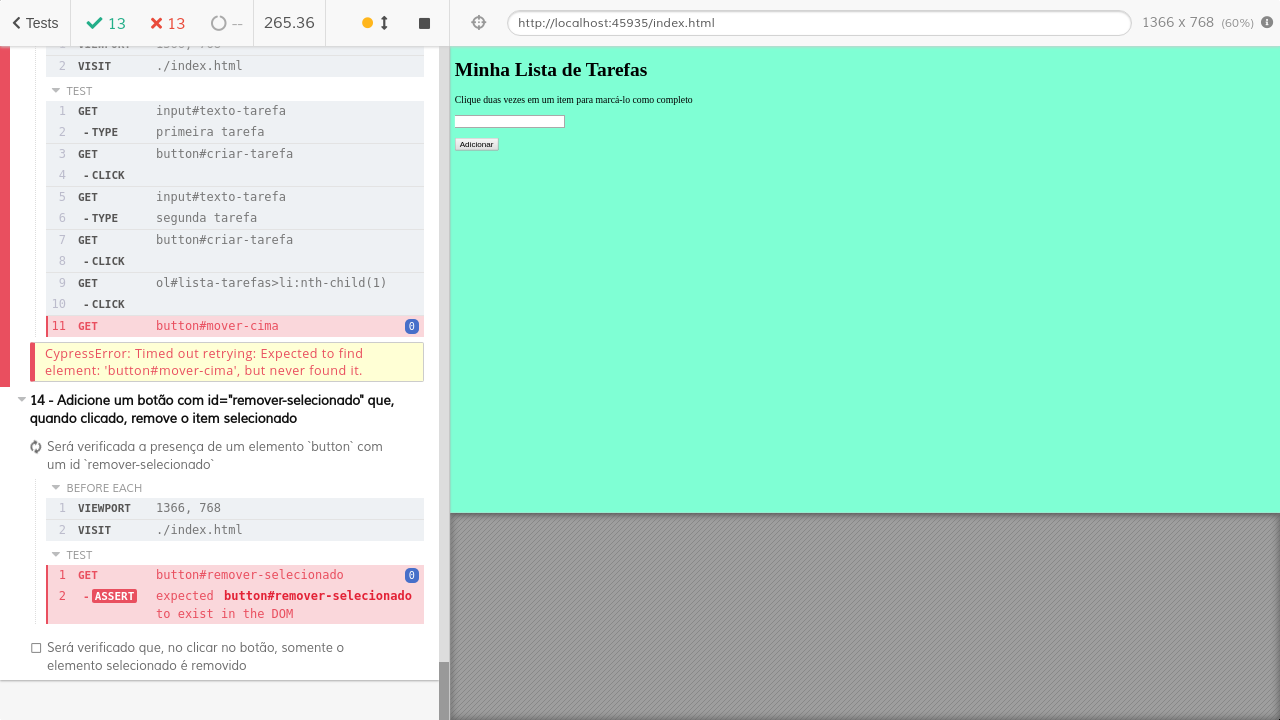 Tests
13
13
--
265.36
http://localhost:45935/index.html
1366 x 768 (60%)
1 VIEWPORT 1366, 768
2 VISIT ./index.html
TEST
1 GET input#texto-tarefa
2 - TYPE primeira tarefa
3 GET button#criar-tarefa
4 - CLICK
5 GET input#texto-tarefa
6 - TYPE segunda tarefa
7 GET button#criar-tarefa
8 - CLICK
9 GET ol#lista-tarefas>li:nth-child(1)
10 - CLICK
11 GET button#mover-cima 0
CypressError: Timed out retrying: Expected to find
element: 'button#mover-cima', but never found it.
14 - Adicione um botão com id="remover-selecionado" que,
quando clicado, remove o item selecionado
Será verificada a presença de um elemento `button` com
um id `remover-selecionado`
BEFORE EACH
1 VIEWPORT 1366, 768
2 VISIT ./index.html
TEST
1 GET button#remover-selecionado 0
2 - ASSERT expected button#remover-selecionado
to exist in the DOM
Será verificado que, no clicar no botão, somente o
elemento selecionado é removido
Minha Lista de Tarefas
Clique duas vezes em um item para marcá-lo como completo
Adicionar